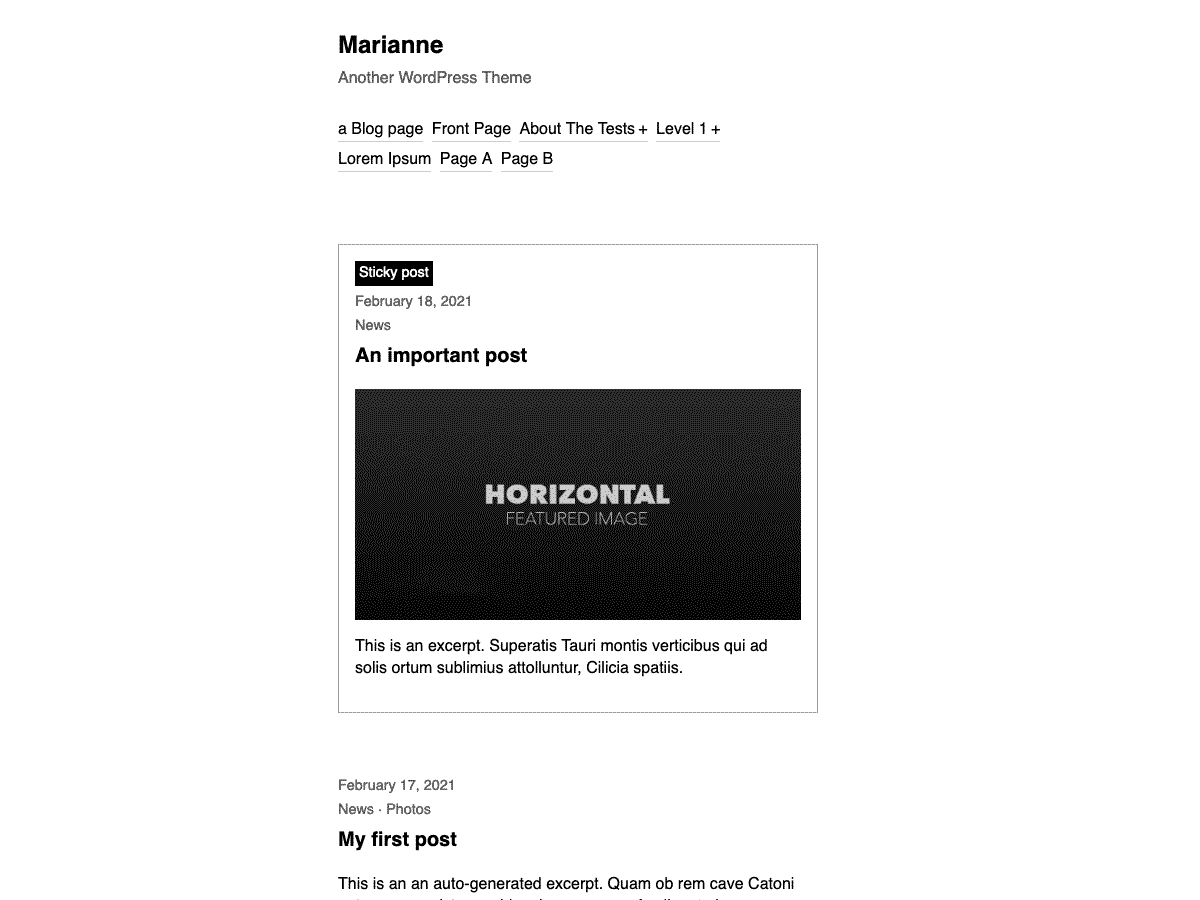 Marianne
Another WordPress Theme
a Blog page Front Page About The Tests + Level 1 +
Lorem Ipsum Page A Page B
Sticky post
February 18, 2021
News
An important post
HORIZONTAL
FEATURED IMAGE
This is an excerpt. Superatis Tauri montis verticibus qui ad
solis ortum sublimius attolluntur, Cilicia spatiis.
February 17, 2021
News · Photos
My first post
This is an an auto-generated excerpt. Quam ob rem cave Catoni